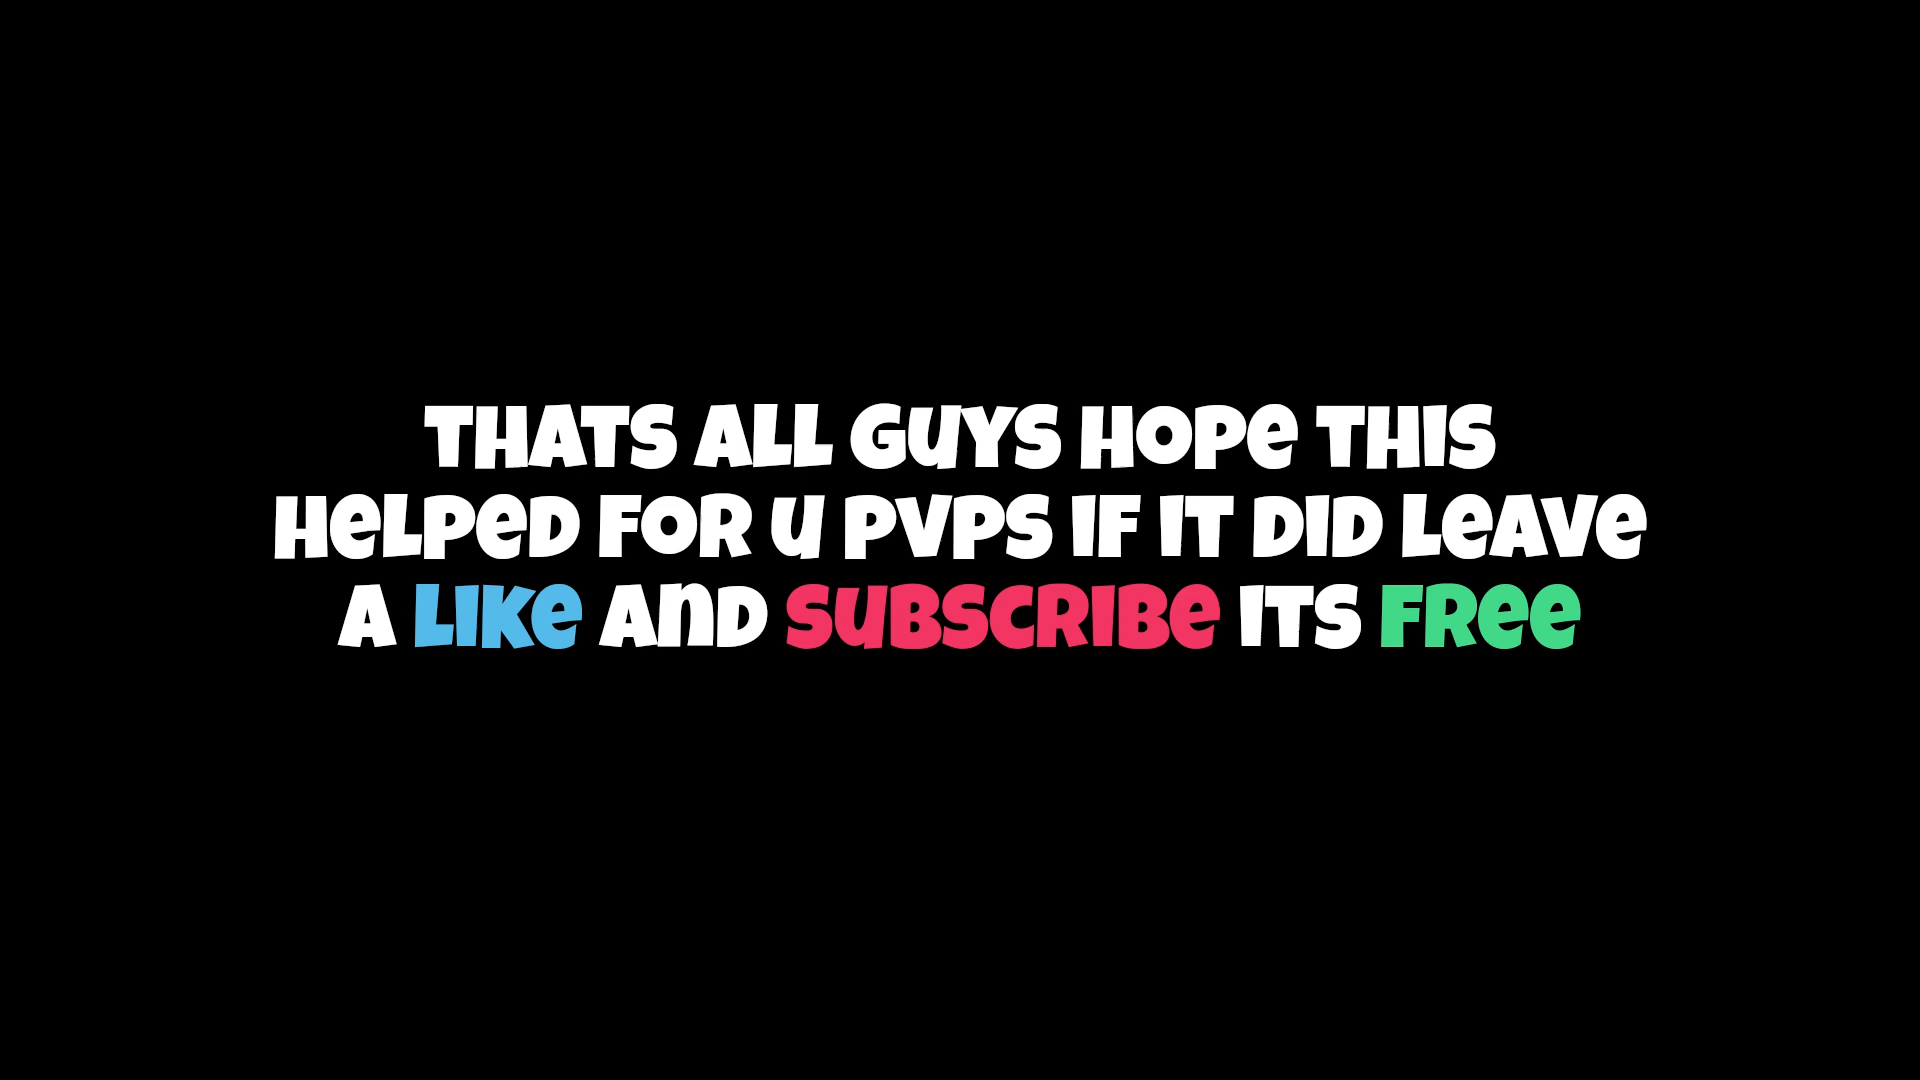 THATS ALL GUYS HOPE THIS
HELPED FOR U PVPS IF IT DID LEAVE
A LIKE AND SUBSCRIBE ITS FREE